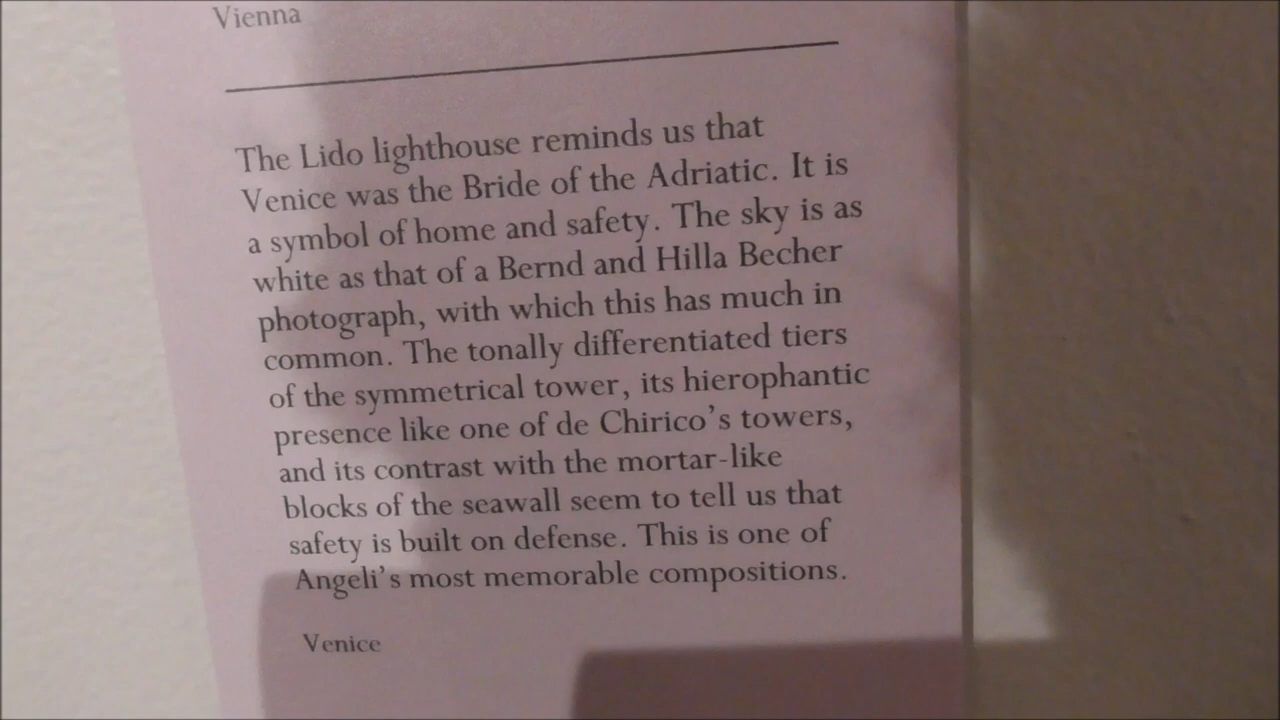 Vienna
The Lido lighthouse reminds us that
Venice was the Bride of the Adriatic. It is
a symbol of home and safety. The sky is as
white as that of a Bernd and Hilla Becher
photograph, with which this has much in
common. The tonally differentiated tiers
of the symmetrical tower, its hierophantic
presence like one of de Chirico's towers,
and its contrast with the mortar-like
blocks of the seawall seem to tell us that
safety is built on defense. This is one of
Angeli's most memorable compositions.
Venice